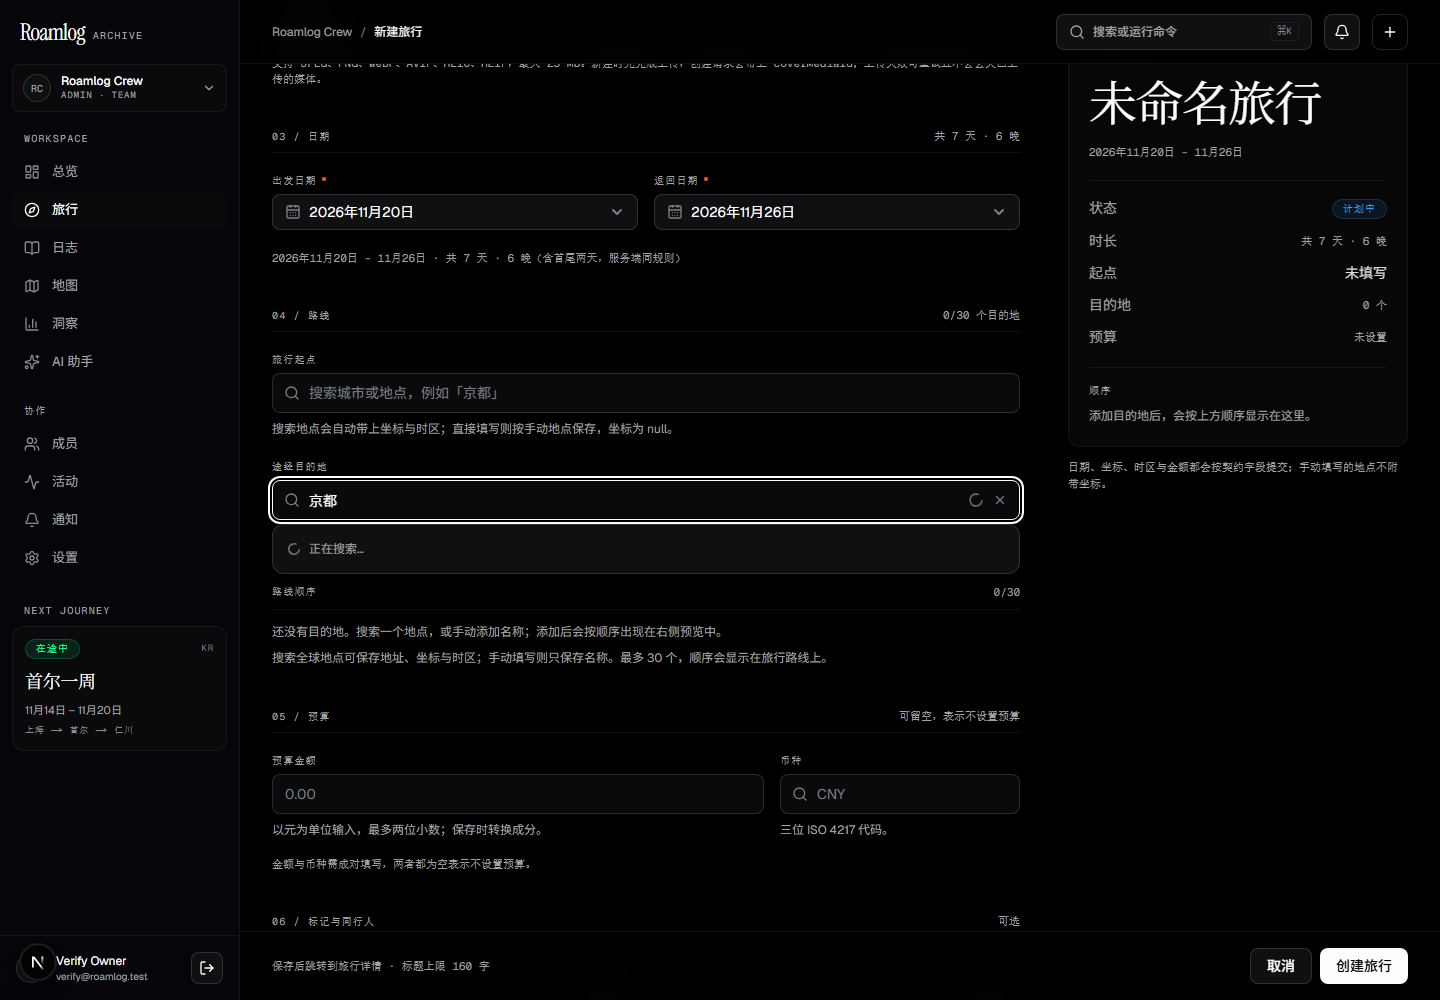 Roamlog ARCHIVE
RC
Roamlog Crew
ADMIN · TEAM
WORKSPACE
总览
旅行
日志
地图
洞察
AI 助手
协作
成员
活动
通知
设置
NEXT JOURNEY
在途中
KR
首尔一周
11月14日 – 11月20日
上海 → 首尔 → 仁川
N
Verify Owner
verify@roamlog.test
Roamlog Crew / 新建旅行
搜索或运行命令
⌘K
传的媒体。
03 / 日期
共 7 天 · 6 晚
出发日期 *
返回日期 *
2026年11月20日
2026年11月26日
2026年11月20日 – 11月26日 · 共 7 天 · 6 晚（含首尾两天，服务端同规则）
04 / 路线
0/30 个目的地
旅行起点
搜索城市或地点，例如「京都」
搜索地点会自动带上坐标与时区；直接填写则按手动地点保存，坐标为 null。
途经目的地
京都
正在搜索…
路线顺序
0/30
还没有目的地。搜索一个地点，或手动添加名称；添加后会按顺序出现在右侧预览中。
搜索全球地点可保存地址、坐标与时区；手动填写则只保存名称。最多 30 个，顺序会显示在旅行路线上。
05 / 预算
可留空，表示不设置预算
预算金额
币种
0.00
CNY
以元为单位输入，最多两位小数；保存时转换成分。
三位 ISO 4217 代码。
金额与币种需成对填写，两者都为空表示不设置预算。
06 / 标记与同行人
可选
保存后跳转到旅行详情 · 标题上限 160 字
取消
创建旅行
未命名旅行
2026年11月20日 – 11月26日
状态
计划中
时长
共 7 天 · 6 晚
起点
未填写
目的地
0 个
预算
未设置
顺序
添加目的地后，会按上方顺序显示在这里。
日期、坐标、时区与金额都会按契约字段提交；手动填写的地点不附
带坐标。